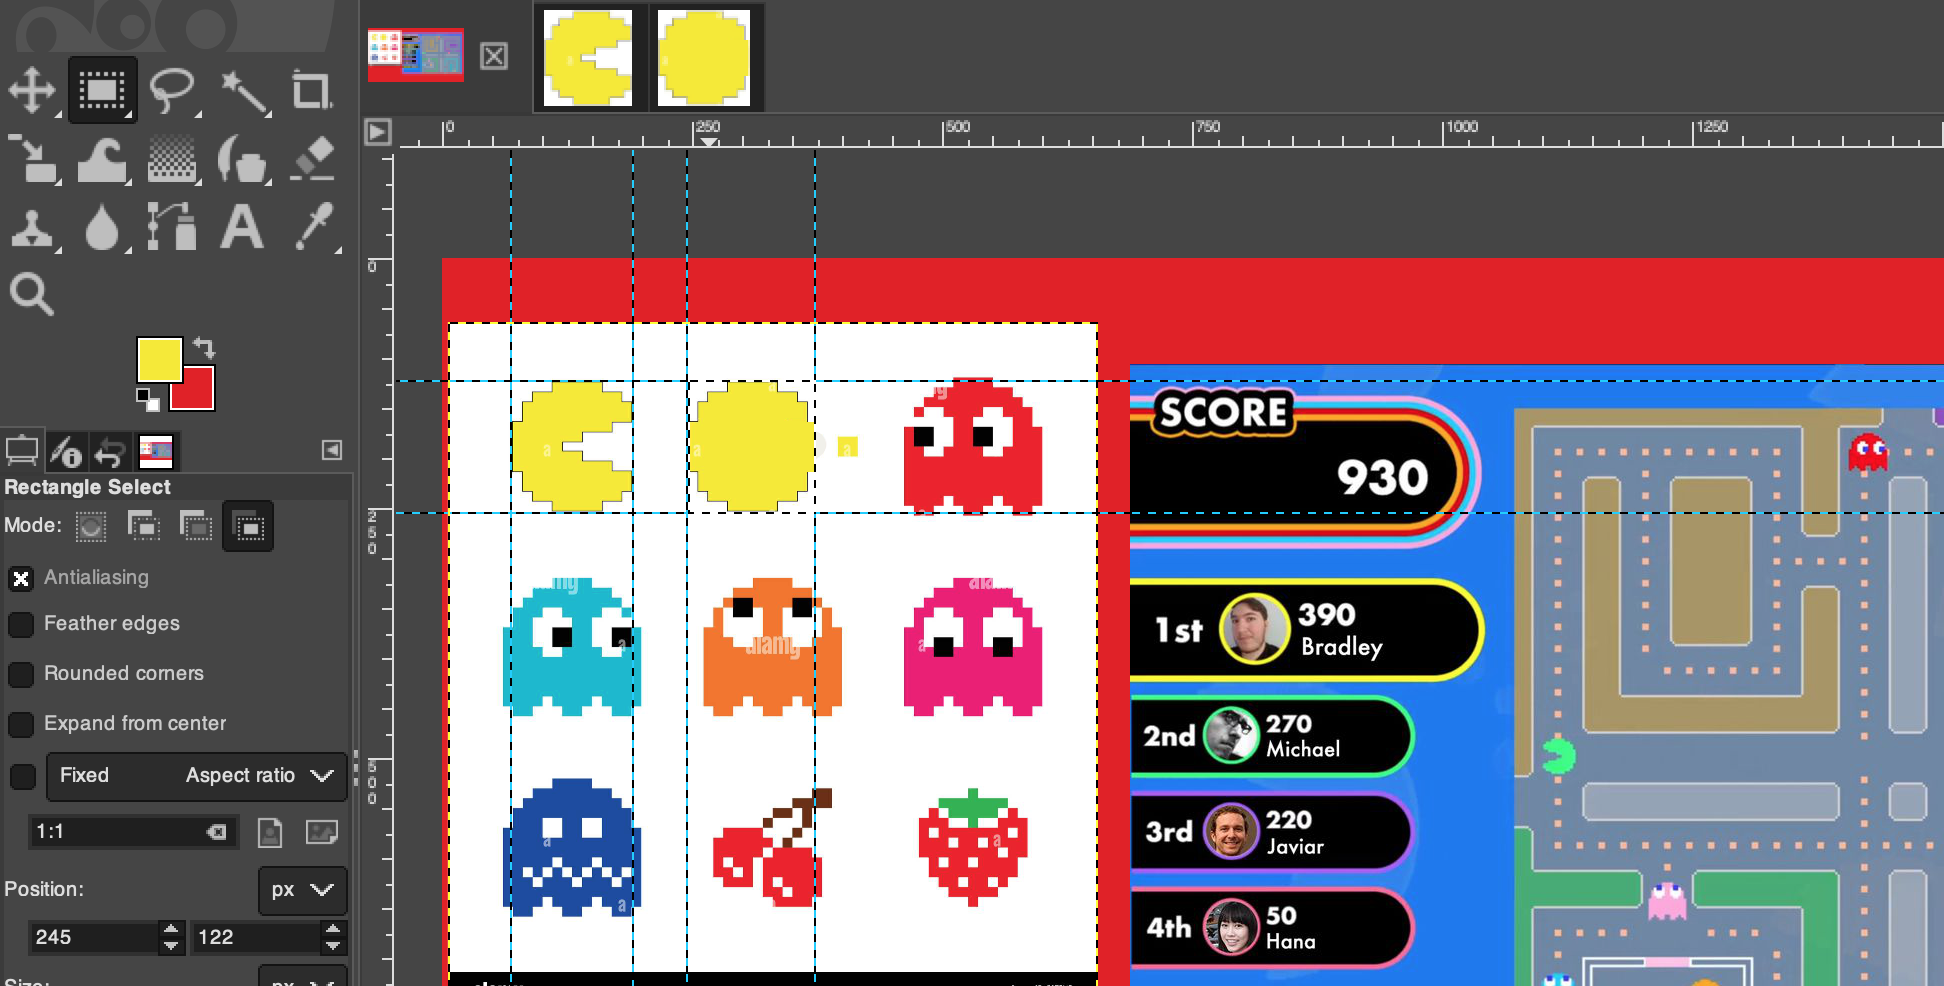 0
250
500
750
1000
1250
0
250
500
Rectangle Select
Mode:
Antialiasing
Feather edges
Rounded corners
Expand from center
Fixed Aspect ratio
1:1
Position:
px
245
122
Size:
px
a
a
a
a
alamy
a
a
a
a
a
SCORE
930
1st
390
Bradley
2nd
270
Michael
3rd
220
Javiar
4th
50
Hana